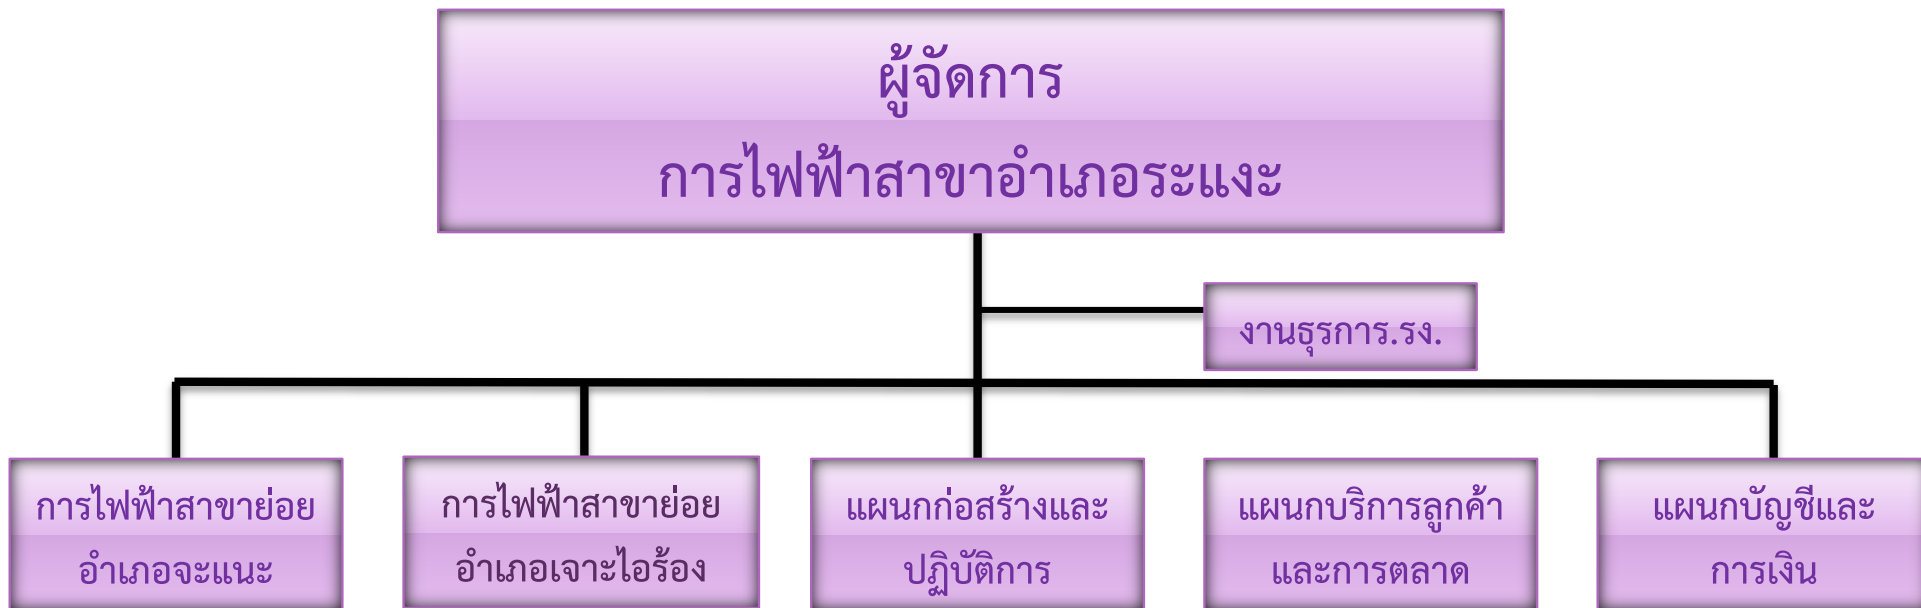 ผู้จัดการ
การไฟฟ้าสาขาอำเภอระแงะ
งานธุรการ.รง.
การไฟฟ้าสาขาย่อย
อำเภอจะแนะ
การไฟฟ้าสาขาย่อย
อำเภอเจาะไอร้อง
แผนกก่อสร้างและ
ปฏิบัติการ
แผนกบริการลูกค้า
และการตลาด
แผนกบัญชีและ
การเงิน